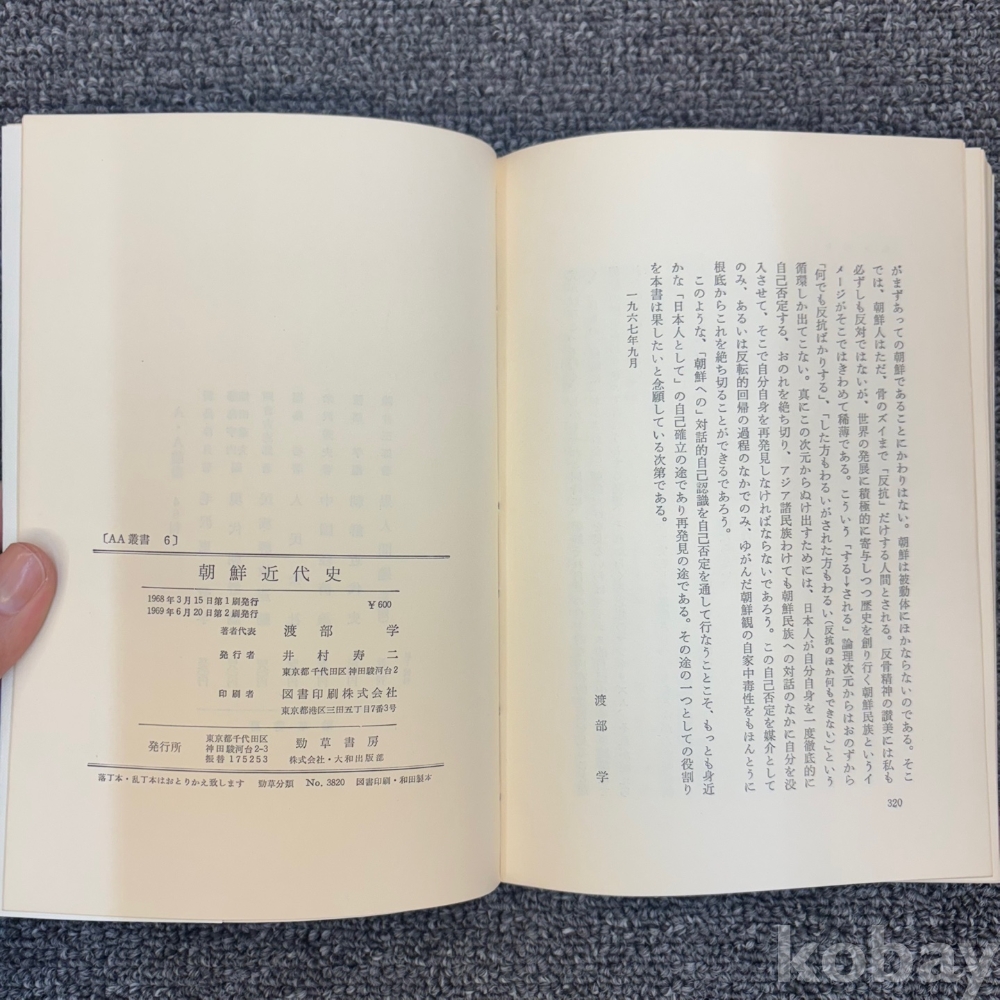 がまずあっての朝鮮であることにかわりはない。朝鮮は被動体にほかならないのである。そこ
では、朝鮮人はただ、骨のズイまで「反抗」だけする人間とされる。反骨精神の讃美には私も
必ずしも反対ではないが、世界の発展に積極的に寄与しつつ歴史を創り行く朝鮮民族というイ
メージがそこではきわめて稀薄である。こういう「する↓される」論理次元からはおのずから
「何でも反抗ばかりする」、「した方もわるいがされた方もわるい(反抗のほか何もできない)」という
循環しか出てこない。真にこの次元からぬけ出すためには、日本人が自分自身を一度徹底的に
自己否定する、おのれを絶ち切り、アジア諸民族わけても朝鮮民族への対話のなかに自分を没
入させて、そこで自分自身を再発見しなければならないであろう。この自己否定を媒介として
のみ、あるいは反転的回帰の過程のなかでのみ、ゆがんだ朝鮮観の自家中毒性をもほんとうに
根底からこれを絶ち切ることができるであろう。
このような、「朝鮮への」対話的自己認識を自己否定を通して行なうことこそ、もっとも身近
かな「日本人として」の自己確立の途であり再発見の途である。その途の一つとしての役割り
を本書は果したいと念願している次第である。
一九六七年九月
渡部 学
320
〔AA叢書 6〕
朝鮮近代史
1968年3月15日第1刷発行
1969年6月20日第2刷発行
¥600
著者代表 渡部 学
発行者 井村寿二
東京都千代田区神田駿河台2
印刷者 図書印刷株式会社
東京都港区三田五丁目7番3号
発行所 東京都千代田区
神田駿河台2-3
振替175253
勁草書房
株式会社・大和出版部
落丁本・乱丁本はおとりかえ致します 勁草分類 No. 3820 図書印刷・和田製本
kobay